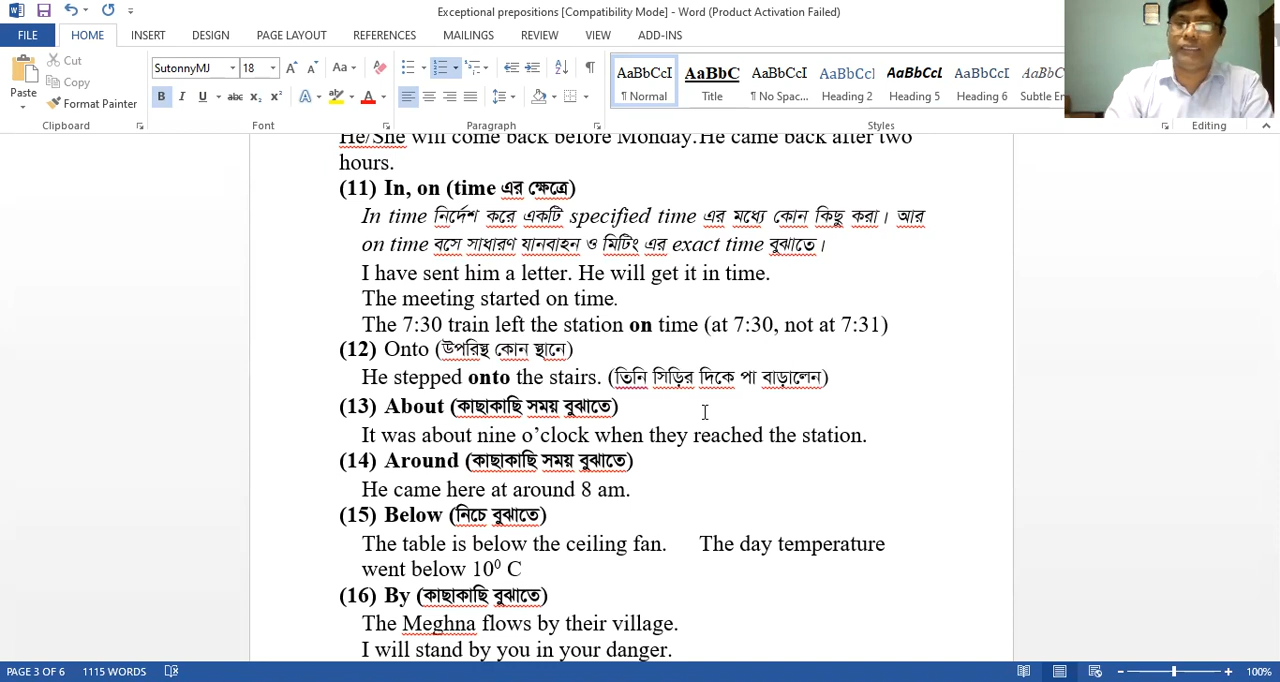 Exceptional prepositions [Compatibility Mode] - Word (Product Activation Failed)
FILE HOME INSERT DESIGN PAGE LAYOUT REFERENCES MAILINGS REVIEW VIEW ADD-INS
Paste
Cut
Copy
Format Painter
Clipboard
SutonnyMJ 18
Font
Paragraph
AaBbCcI AaBbC AaBbCcI AaBbCcI AaBbCcL AaBbCcI AaBbCcI
¶ Normal Title ¶ No Spac... Heading 2 Heading 5 Heading 6 Subtle En
Styles
Editing
He/She will come back before Monday.He came back after two
hours.
(11) In, on (time এর ক্ষেত্রে)
In time নির্দেশ করে একটি specified time এর মধ্যে কোন কিছু করা। আর
on time বসে সাধারণ যানবাহন ও মিটিং এর exact time বুঝাতে।
I have sent him a letter. He will get it in time.
The meeting started on time.
The 7:30 train left the station on time (at 7:30, not at 7:31)
(12) Onto (উপরিস্থ কোন স্থানে)
He stepped onto the stairs. (তিনি সিড়ির দিকে পা বাড়ালেন)
(13) About (কাছাকাছি সময় বুঝাতে)
It was about nine o’clock when they reached the station.
(14) Around (কাছাকাছি সময় বুঝাতে)
He came here at around 8 am.
(15) Below (নিচে বুঝাতে)
The table is below the ceiling fan. The day temperature
went below 10⁰ C
(16) By (কাছাকাছি বুঝাতে)
The Meghna flows by their village.
I will stand by you in your danger.
PAGE 3 OF 6 1115 WORDS 100%